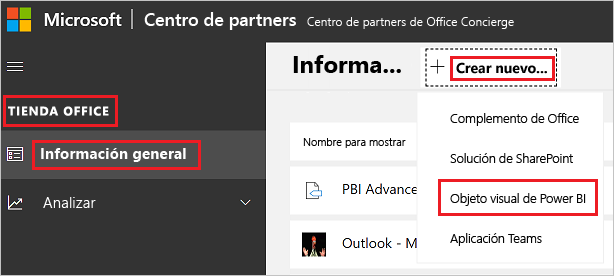 Microsoft Centro de partners Centro de partners de Office Concierge
Informa... + Crear nuevo...
TIENDA OFFICE
Información general
Analizar
Nombre para mostrar
PBI Advance
Outlook - M
Complemento de Office
Solución de SharePoint
Objeto visual de Power BI
Aplicación Teams